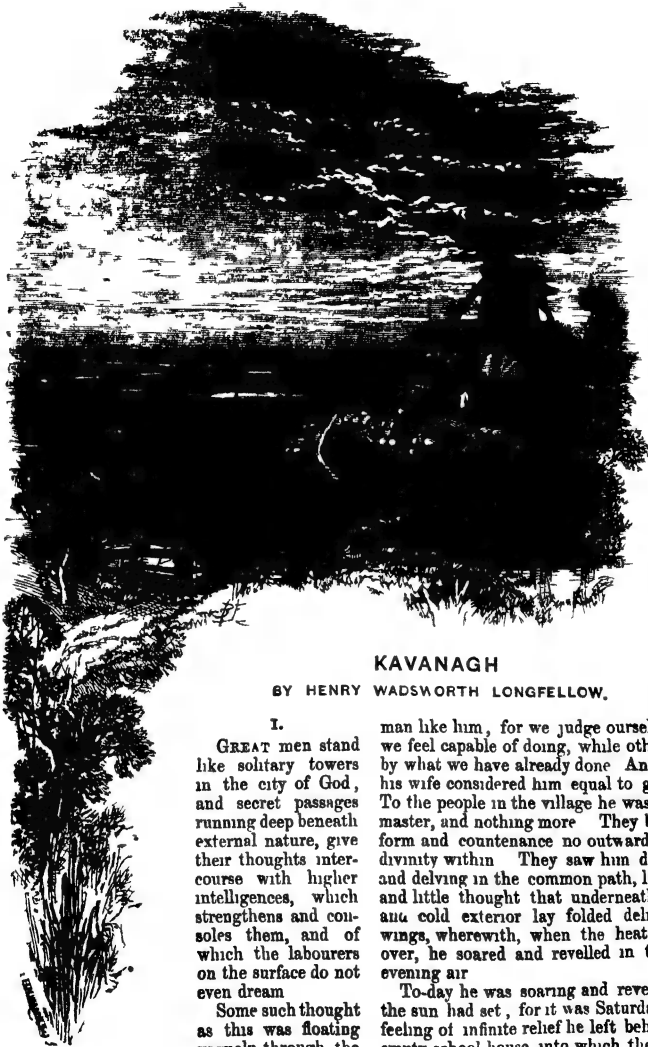 KAVANAGH
BY HENRY WADSWORTH LONGFELLOW.
I.
GREAT men stand
like solitary towers
in the city of God,
and secret passages
running deep beneath
external nature, give
their thoughts inter-
course with higher
intelligences, which
strengthens and con-
soles them, and of
which the labourers
on the surface do not
even dream
Some such thought
as this was floating
through the
man like him, for we judge
we feel capable of doing, while
by what we have already done
his wife considered him equal to
To the people in the village he was
master, and nothing more They
form and countenance no outward
divinity within They saw him
and delving in the common path,
and little thought that underneath
and cold exterior lay folded
wings, wherewith, when the heat
over, he soared and revelled in
evening air
To-day he was soaring and
the sun had set, for it was
feeling of infinite relief he left
empty school house, into which